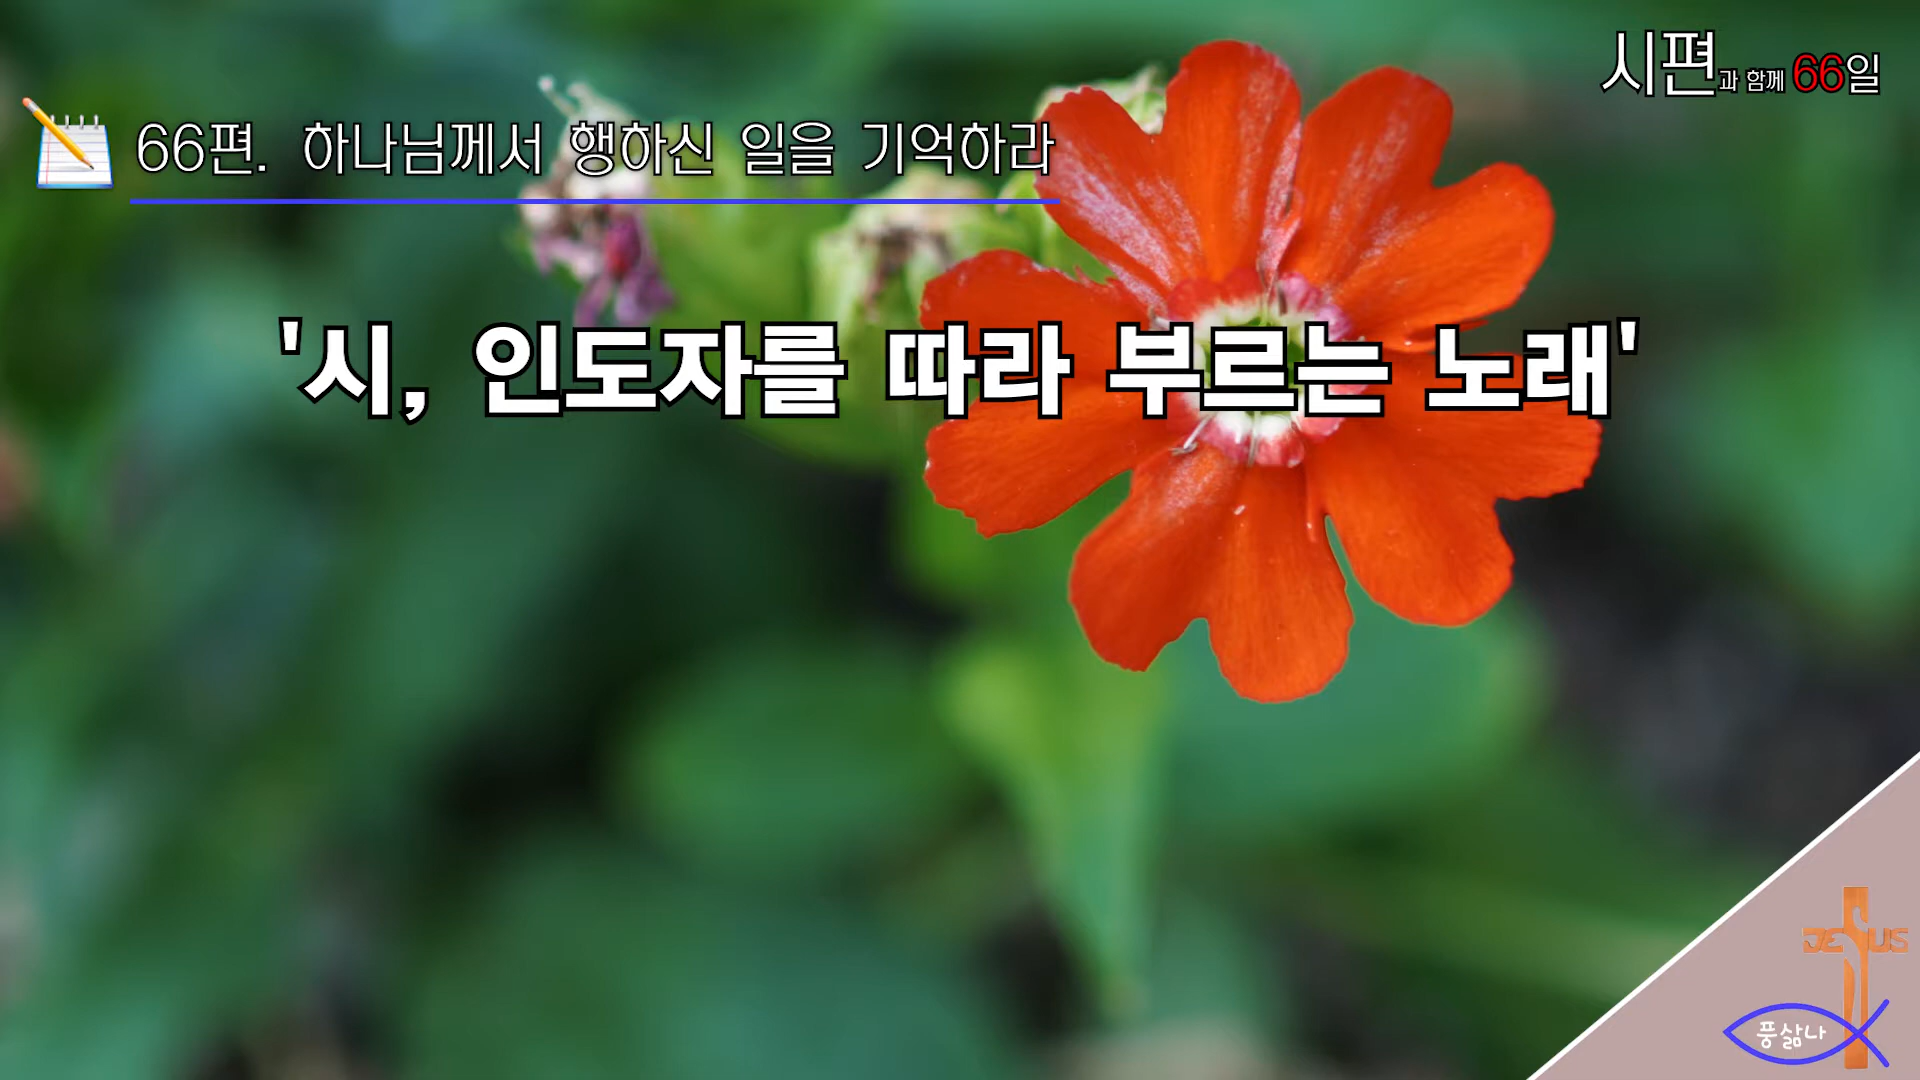 시편과 함께 66일
66편. 하나님께서 행하신 일을 기억하라
'시, 인도자를 따라 부르는 노래'
JESUS
풍삶나